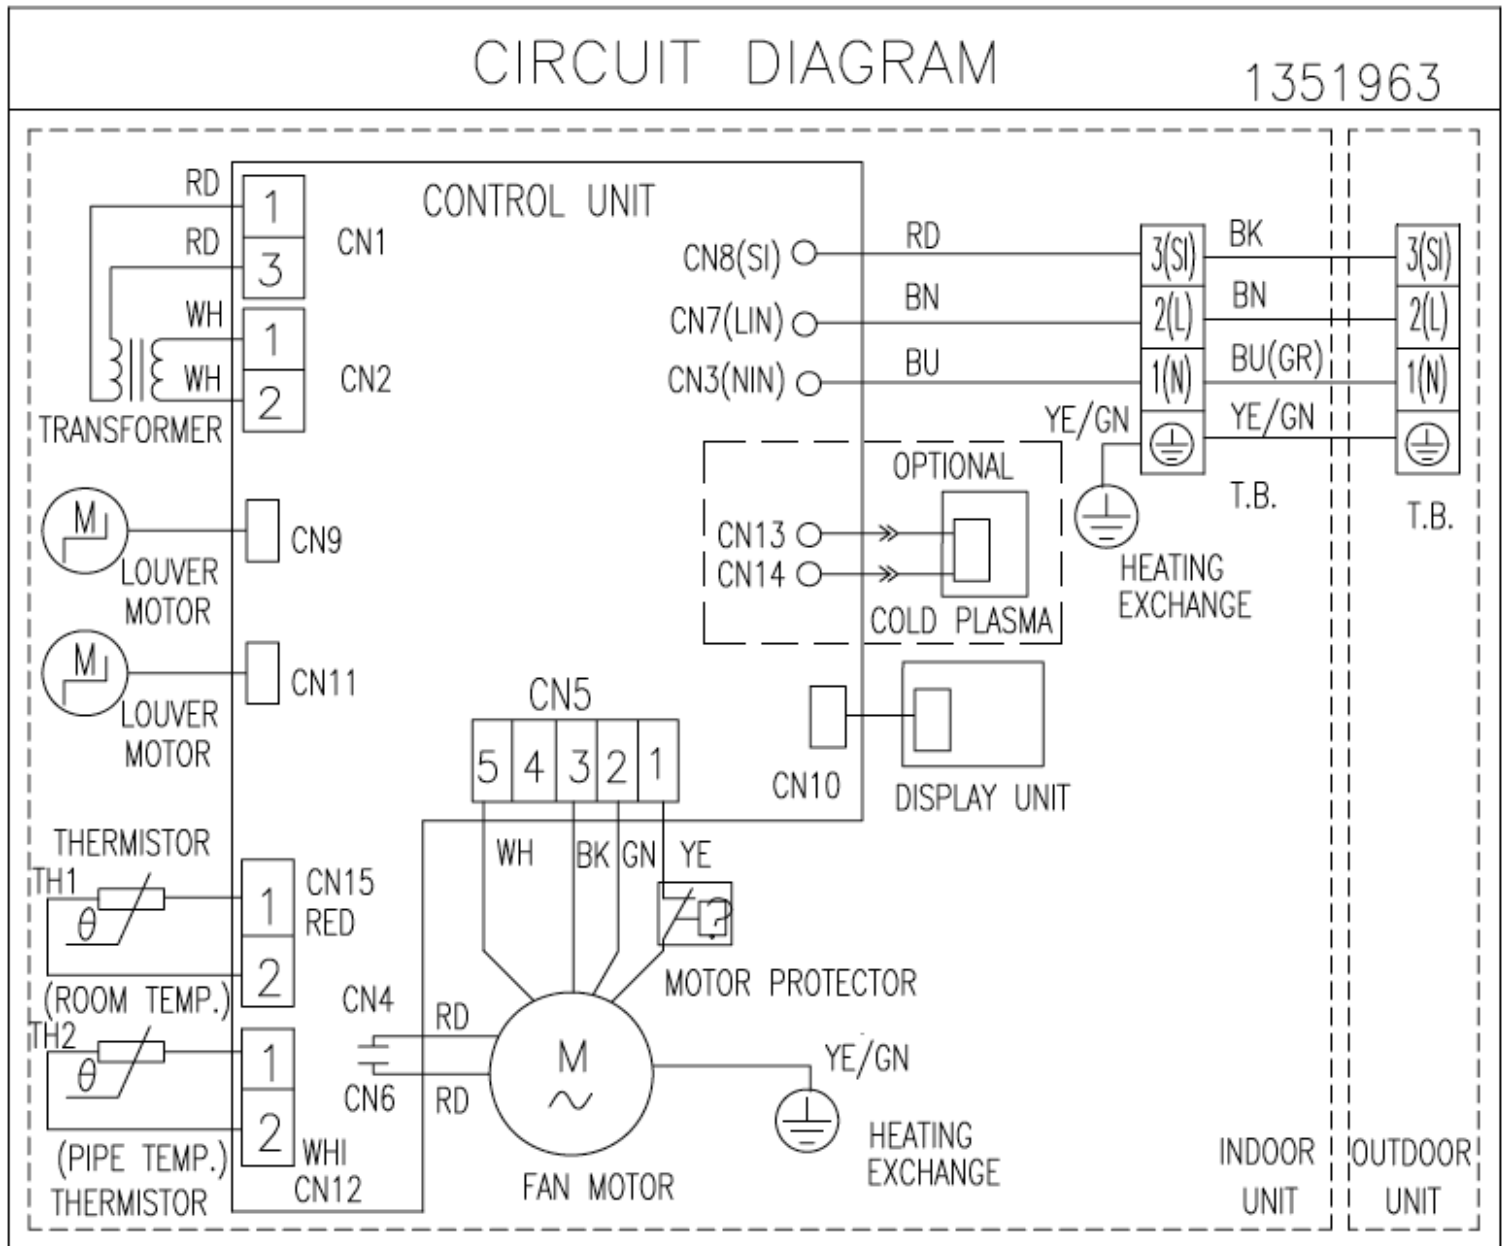 CIRCUIT DIAGRAM
1351963
CONTROL UNIT
RD
1
RD
3
CN1
WH
1
WH
2
CN2
TRANSFORMER
CN8(SI)
RD
3(SI)
BK
3(SI)
CN7(LIN)
BN
2(L)
BN
2(L)
CN3(NIN)
BU
1(N)
BU(GR)
1(N)
YE/GN
YE/GN
T.B.
T.B.
HEATING
EXCHANGE
OPTIONAL
CN13
CN14
COLD PLASMA
M
CN9
LOUVER
MOTOR
M
CN11
LOUVER
MOTOR
CN5
5 4 3 2 1
WH BK GN YE
CN10
DISPLAY UNIT
THERMISTOR
TH1
θ
1
2
CN15
RED
(ROOM TEMP.)
TH2
θ
1
2
WHI
CN12
(PIPE TEMP.)
THERMISTOR
?
MOTOR PROTECTOR
CN4
RD
CN6
RD
M
~
FAN MOTOR
YE/GN
HEATING
EXCHANGE
INDOOR
UNIT
OUTDOOR
UNIT